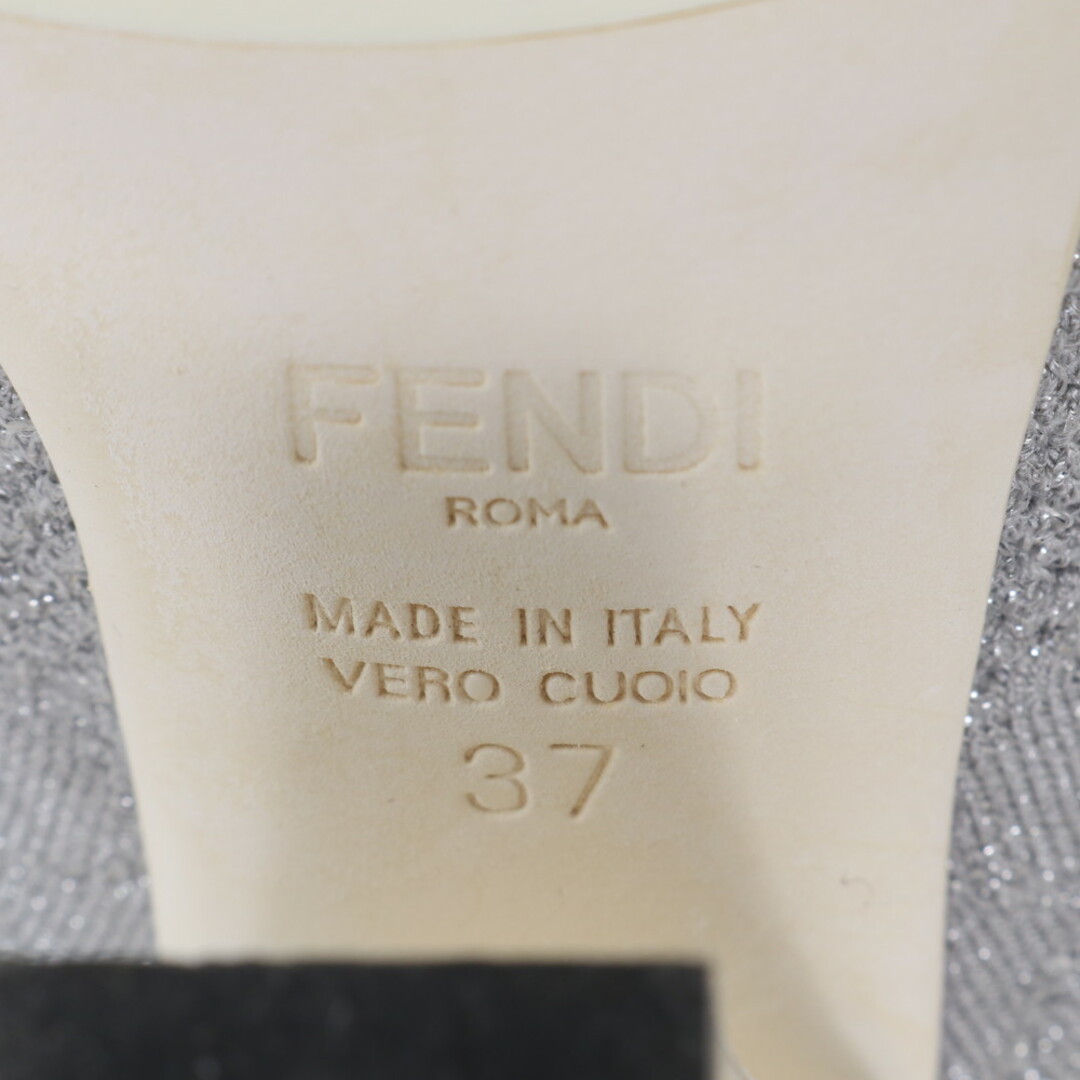 FENDI
ROMA
MADE IN ITALY
VERO CUOIO
37